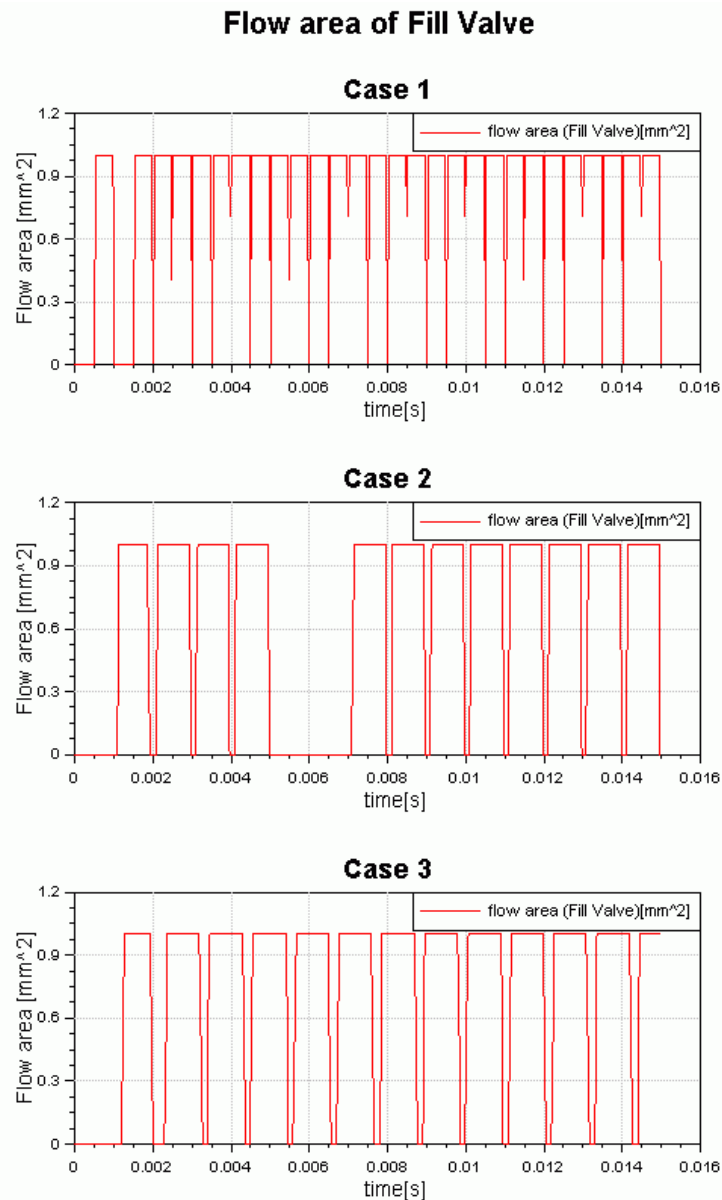 Flow area of Fill Valve
Case 1
flow area (Fill Valve)[mm^2]
Flow area [mm^2]
1.2
0.9
0.6
0.3
0
0 0.002 0.004 0.006 0.008 0.01 0.012 0.014 0.016
time[s]
Case 2
flow area (Fill Valve)[mm^2]
Flow area [mm^2]
1.2
0.9
0.6
0.3
0
0 0.002 0.004 0.006 0.008 0.01 0.012 0.014 0.016
time[s]
Case 3
flow area (Fill Valve)[mm^2]
Flow area [mm^2]
1.2
0.9
0.6
0.3
0
0 0.002 0.004 0.006 0.008 0.01 0.012 0.014 0.016
time[s]